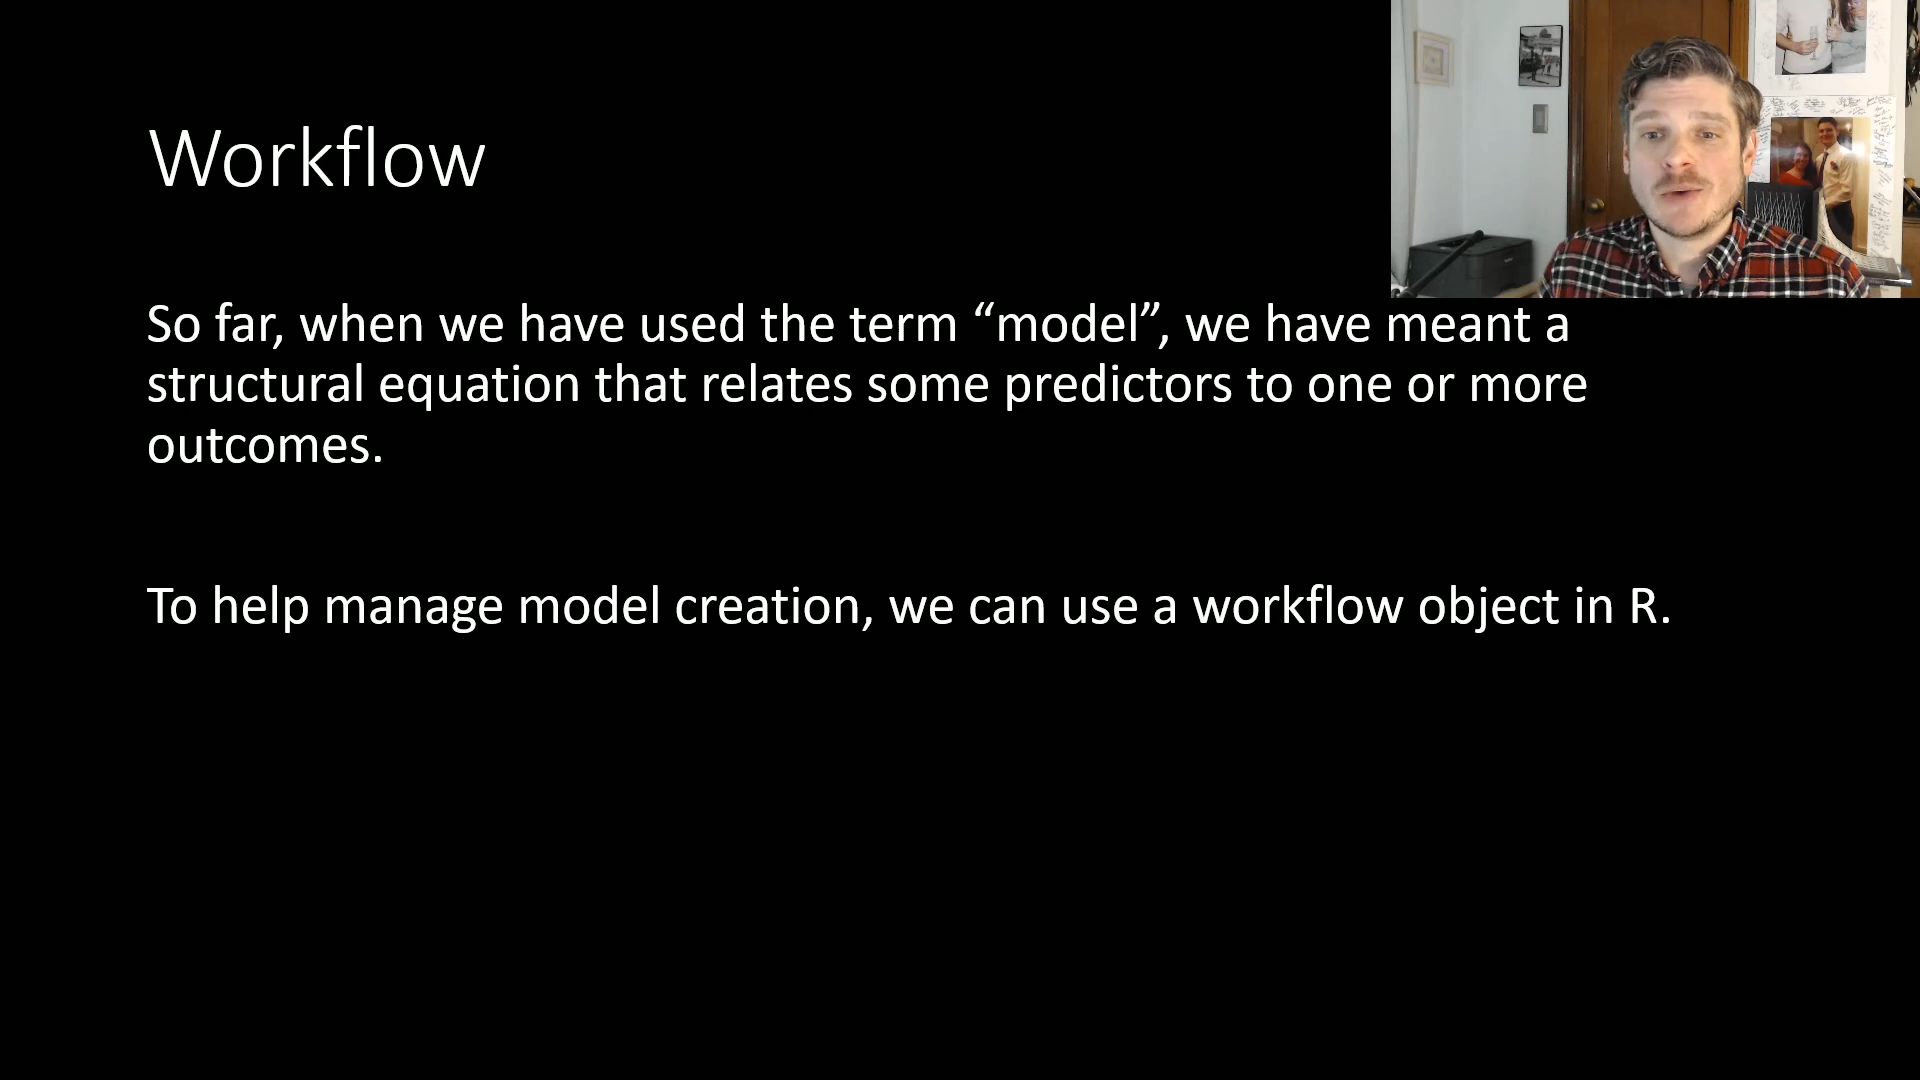 Workflow
So far, when we have used the term “model”, we have meant a
structural equation that relates some predictors to one or more
outcomes.
To help manage model creation, we can use a workflow object in R.